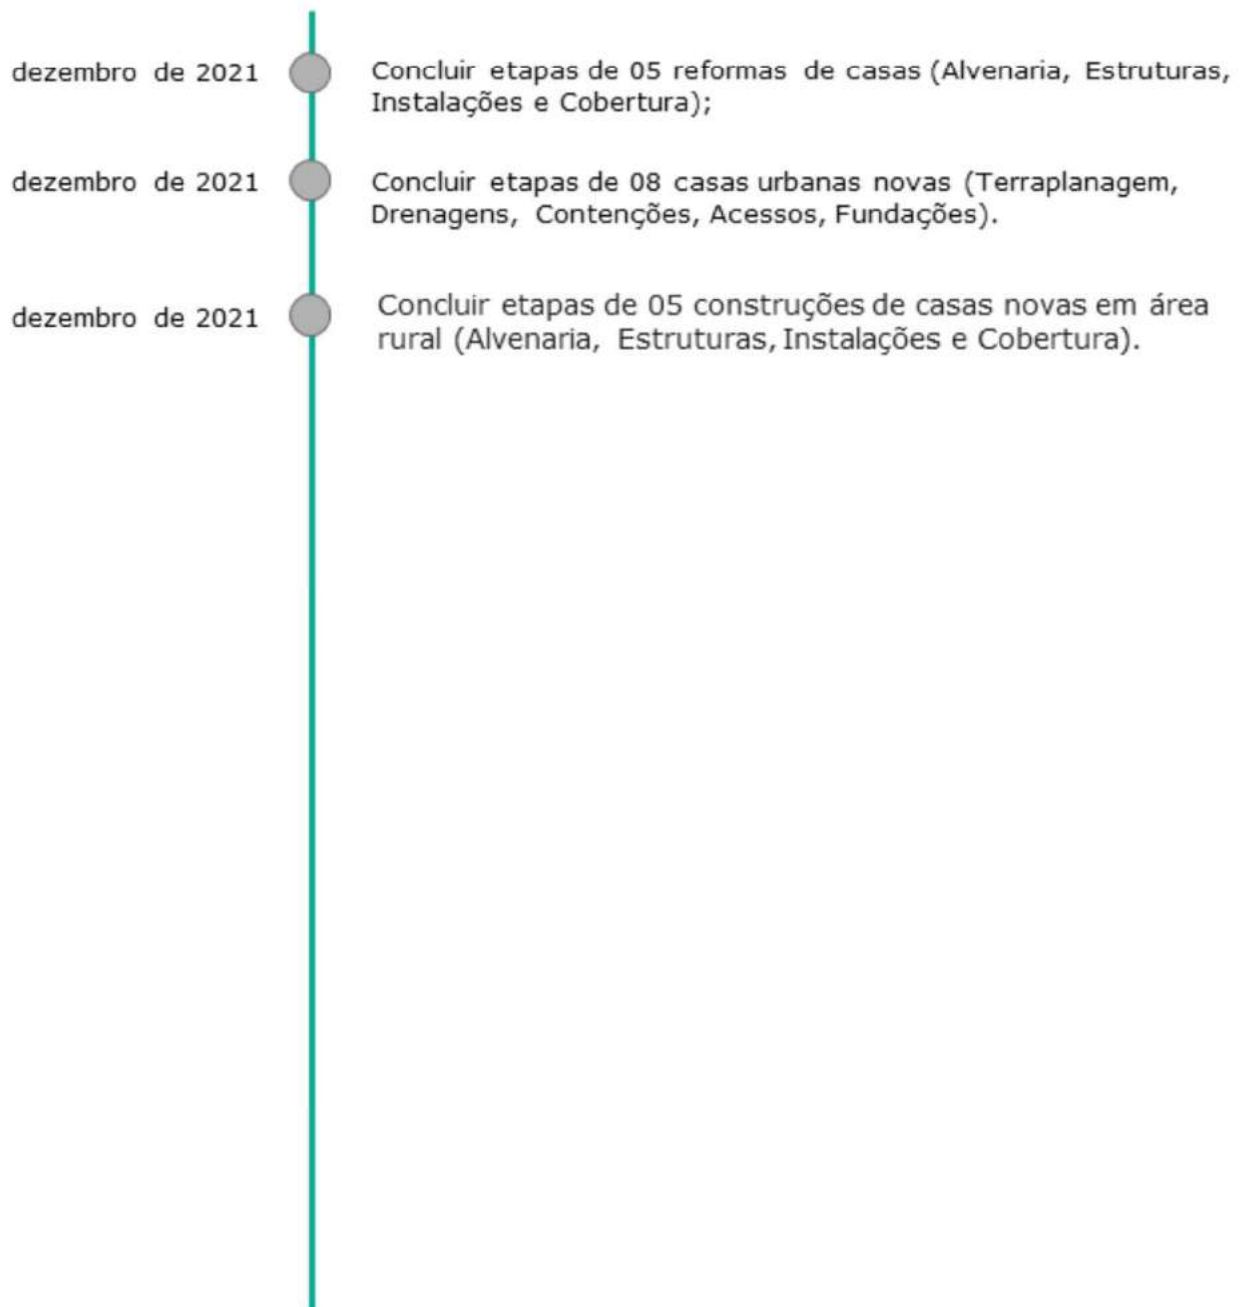 dezembro de 2021
Concluir etapas de 05 reformas de casas (Alvenaria, Estruturas,
Instalações e Cobertura);
dezembro de 2021
Concluir etapas de 08 casas urbanas novas (Terraplanagem,
Drenagens, Contenções, Acessos, Fundações).
dezembro de 2021
Concluir etapas de 05 construções de casas novas em área
rural (Alvenaria, Estruturas, Instalações e Cobertura).